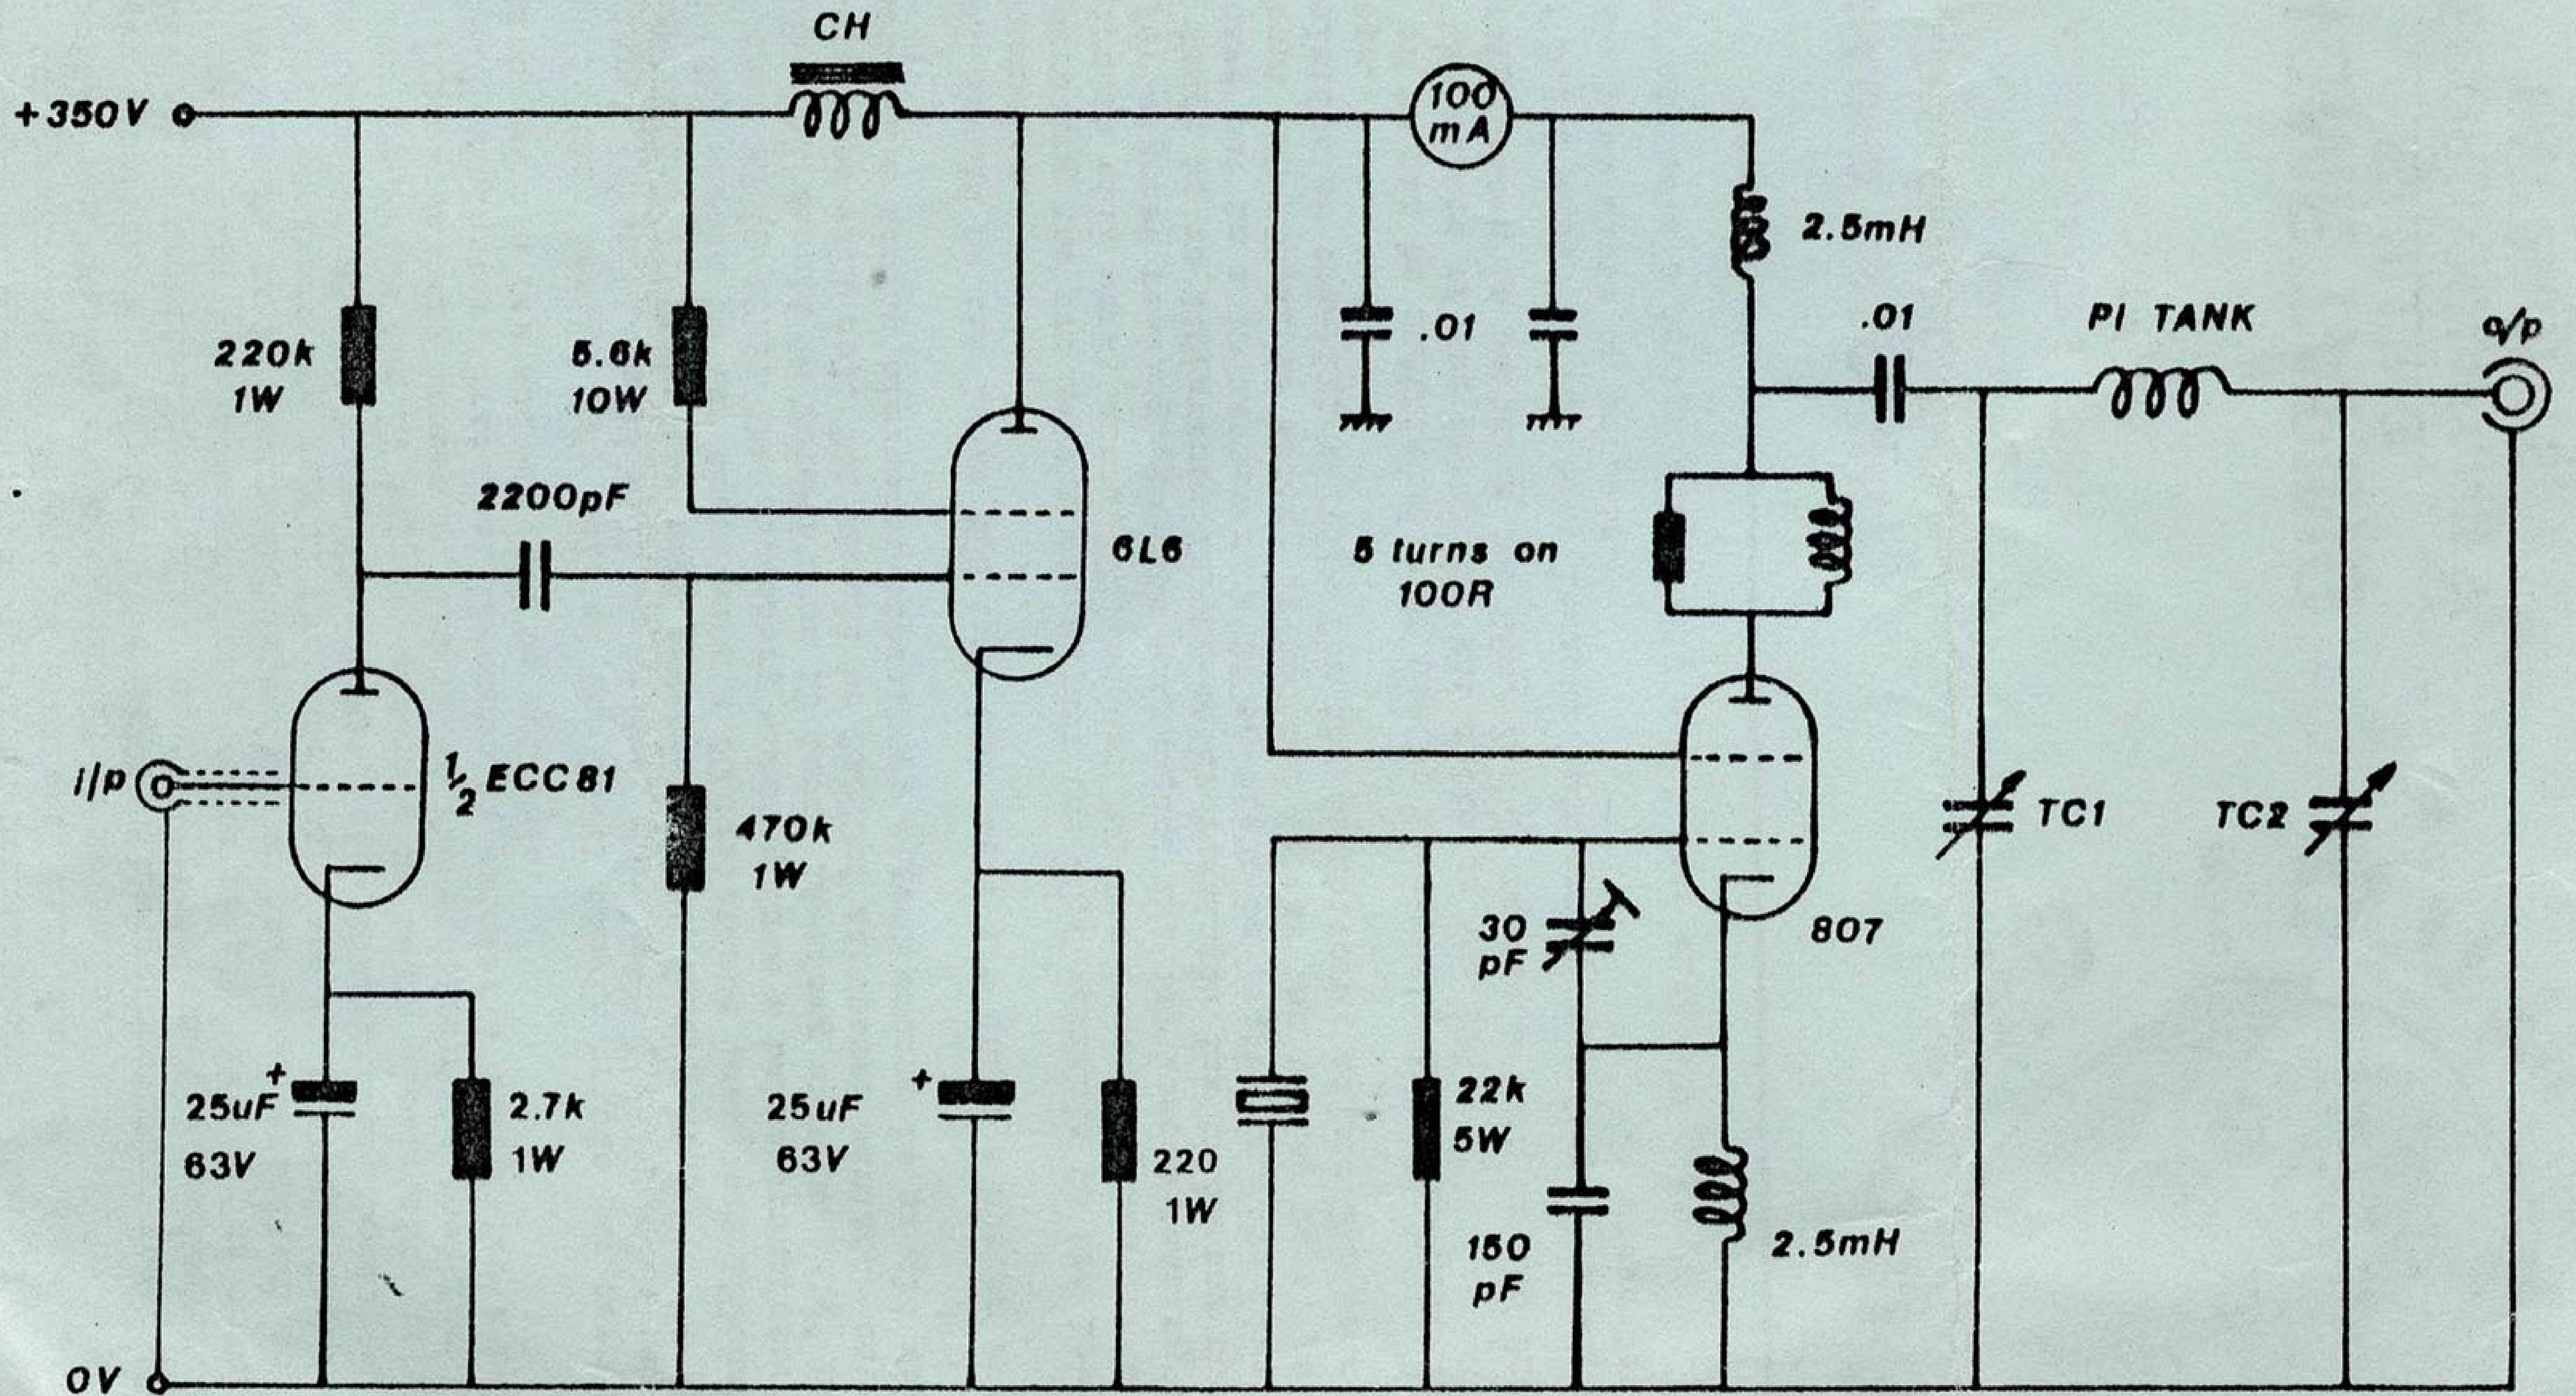 CH
+350V
100
mA
2.5mH
220k
1W
5.6k
10W
.01
.01
PI TANK
o/p
2200pF
6L6
5 turns on
100R
i/p
1/2 ECC81
470k
1W
TC1
TC2
30
pF
807
+
25uF
63V
2.7k
1W
+
25uF
63V
220
1W
22k
5W
150
pF
2.5mH
0V